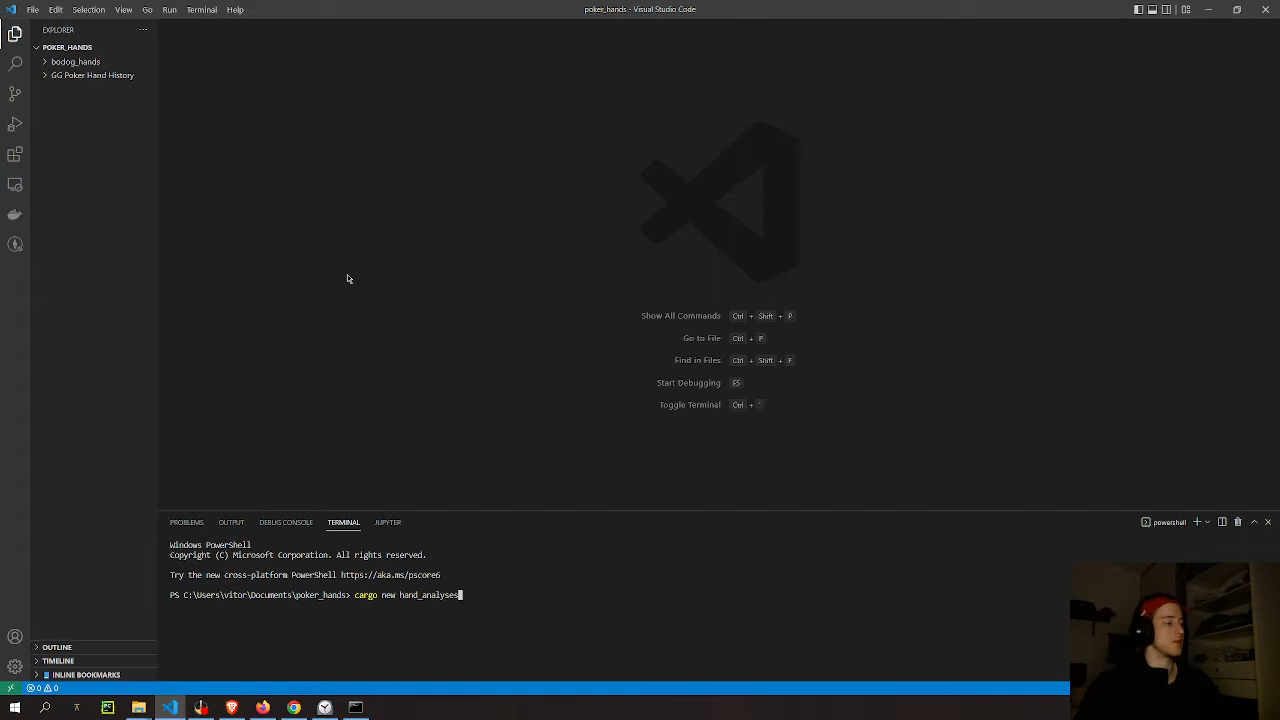 File Edit Selection View Go Run Terminal Help
poker_hands - Visual Studio Code
EXPLORER
POKER_HANDS
bodog_hands
GG Poker Hand History
Show All Commands Ctrl + Shift + P
Go to File Ctrl + P
Find in Files Ctrl + Shift + F
Start Debugging F5
Toggle Terminal Ctrl + `
PROBLEMS OUTPUT DEBUG CONSOLE TERMINAL JUPYTER
powershell
Windows PowerShell
Copyright (C) Microsoft Corporation. All rights reserved.
Try the new cross-platform PowerShell https://aka.ms/pscore6
PS C:\Users\vitor\Documents\poker_hands> cargo new hand_analyses
OUTLINE
TIMELINE
INLINE BOOKMARKS
0 0